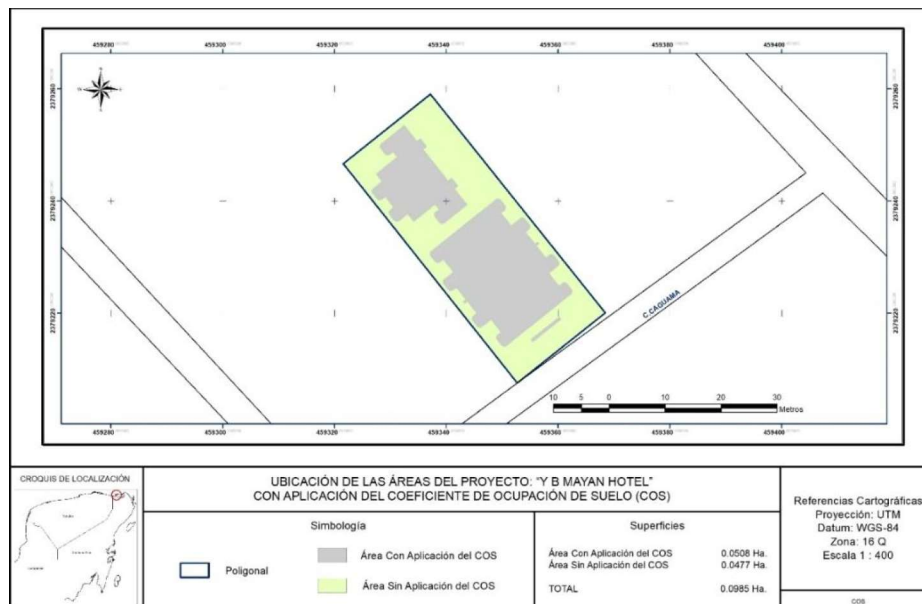 459280 459300 459320 459340 459360 459380 459400
2379260 2379260
2379240 2379240
2379220 2379220
C.CAGUAMA
10 5 0 10 20 30
Metros
459280 459300 459320 459340 459360 459380 459400
CROQUIS DE LOCALIZACIÓN
UBICACIÓN DE LAS ÁREAS DEL PROYECTO: "Y B MAYAN HOTEL"
CON APLICACIÓN DEL COEFICIENTE DE OCUPACIÓN DE SUELO (COS)
Simbología
Poligonal
Área Con Aplicación del COS
Área Sin Aplicación del COS
Superficies
Área Con Aplicación del COS 0.0508 Ha.
Área Sin Aplicación del COS 0.0477 Ha.
TOTAL 0.0985 Ha.
Referencias Cartográficas
Proyección: UTM
Datum: WGS-84
Zona: 16 Q
Escala 1 : 400
COS